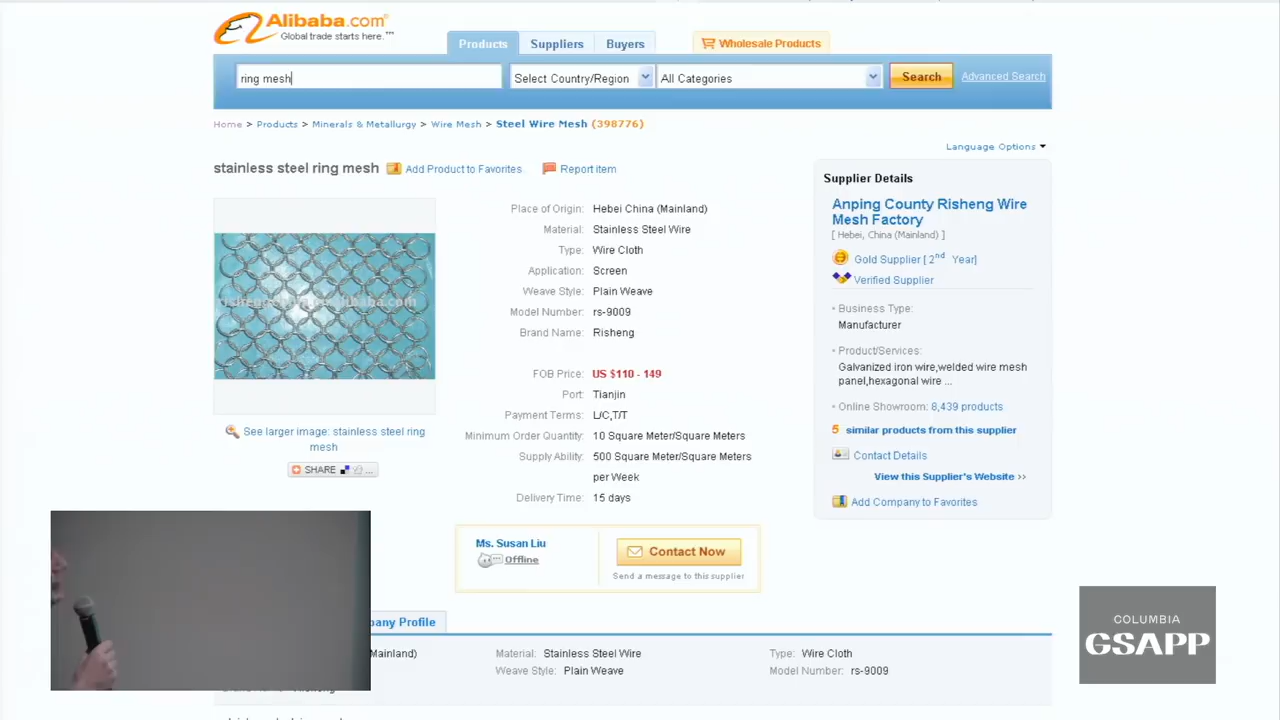 Alibaba.com
Global trade starts here.™
Products
Suppliers
Buyers
Wholesale Products
ring mesh
Select Country/Region
All Categories
Search
Advanced Search
Home > Products > Minerals & Metallurgy > Wire Mesh > Steel Wire Mesh (398776)
Language Options
stainless steel ring mesh
Add Product to Favorites
Report item
Place of Origin: Hebei China (Mainland)
Material: Stainless Steel Wire
Type: Wire Cloth
Application: Screen
Weave Style: Plain Weave
Model Number: rs-9009
Brand Name: Risheng
FOB Price: US $110 - 149
Port: Tianjin
Payment Terms: L/C,T/T
Minimum Order Quantity: 10 Square Meter/Square Meters
Supply Ability: 500 Square Meter/Square Meters
per Week
Delivery Time: 15 days
See larger image: stainless steel ring
mesh
SHARE
...
Ms. Susan Liu
Offline
Contact Now
Send a message to this supplier
Supplier Details
Anping County Risheng Wire
Mesh Factory
[ Hebei, China (Mainland) ]
Gold Supplier [ 2nd Year]
Verified Supplier
• Business Type:
Manufacturer
• Product/Services:
Galvanized iron wire,welded wire mesh
panel,hexagonal wire ...
• Online Showroom: 8,439 products
5 similar products from this supplier
Contact Details
View this Supplier's Website >>
Add Company to Favorites
pany Profile
Mainland)
Material: Stainless Steel Wire
Type: Wire Cloth
Weave Style: Plain Weave
Model Number: rs-9009
COLUMBIA
GSAPP